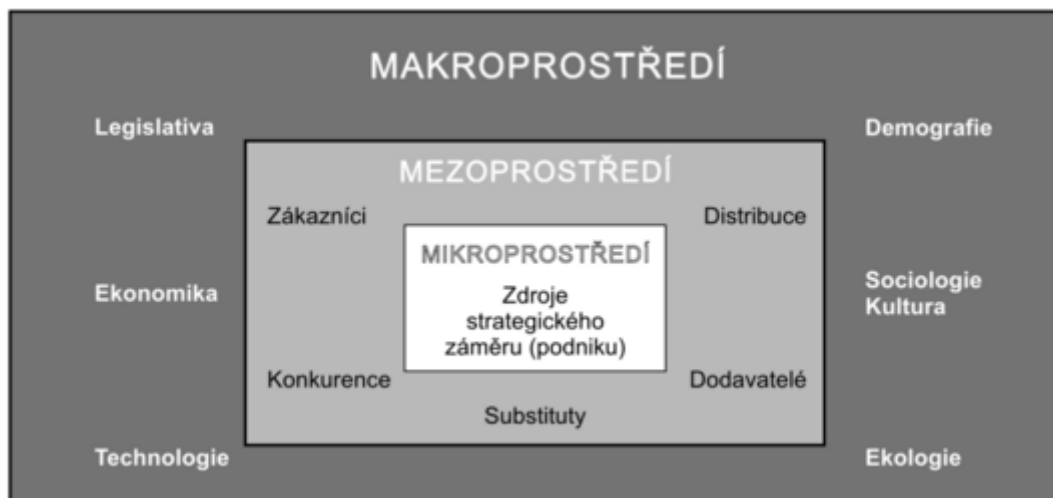 MAKROPROSTŘEDÍ
Legislativa
Demografie
MEZOPROSTŘEDÍ
Zákazníci
Distribuce
MIKROPROSTŘEDÍ
Zdroje
strategického
záměru (podniku)
Ekonomika
Sociologie
Kultura
Konkurence
Dodavatelé
Substituty
Technologie
Ekologie